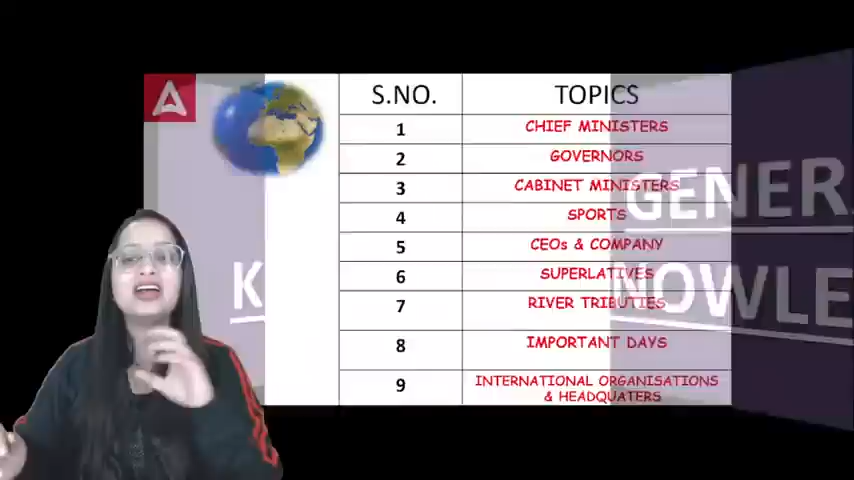 S.NO. TOPICS
1 CHIEF MINISTERS
2 GOVERNORS
3 CABINET MINISTERS
4 SPORTS
5 CEOs & COMPANY
6 SUPERLATIVES
7 RIVER TRIBUTIES
8 IMPORTANT DAYS
9 INTERNATIONAL ORGANISATIONS
& HEADQUATERS
GENER
K NOWLE